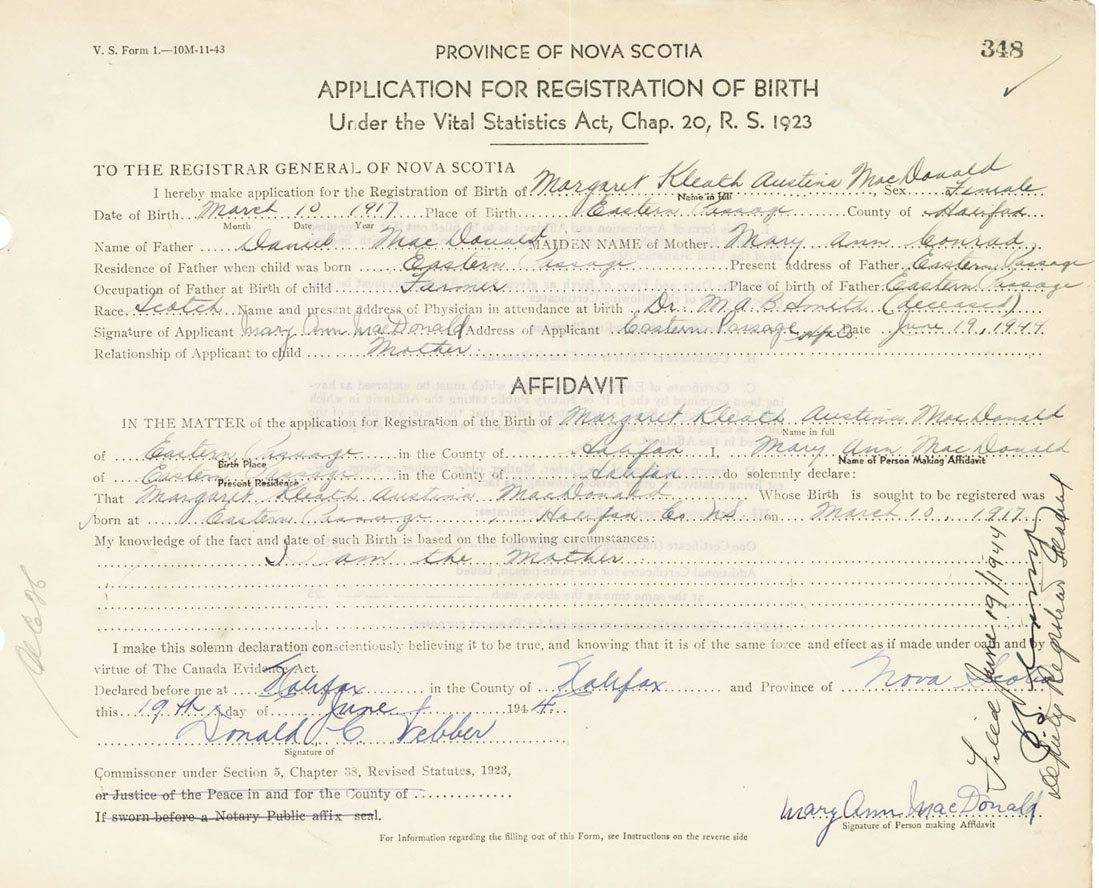 V. S. Form 1.—10M-11-43
PROVINCE OF NOVA SCOTIA
348
APPLICATION FOR REGISTRATION OF BIRTH
Under the Vital Statistics Act, Chap. 20, R. S. 1923
TO THE REGISTRAR GENERAL OF NOVA SCOTIA
I hereby make application for the Registration of Birth of Margaret Kleath Austina MacDonald, Sex Female
Name in full
Date of Birth March 10 1917 Place of Birth Eastern Passage County of Halifax
Month Date Year
Name of Father Daniel MacDonald MAIDEN NAME of Mother Mary Ann Conrad
Residence of Father when child was born Eastern Passage Present address of Father Eastern Passage
Occupation of Father at Birth of child Farmer Place of birth of Father Eastern Passage
Race Scotch Name and present address of Physician in attendance at birth Dr. M. A. B. Smith (deceased)
Signature of Applicant Mary Ann MacDonald Address of Applicant Eastern Passage Hfx Co. Date June 19, 1944
Relationship of Applicant to child Mother
AFFIDAVIT
IN THE MATTER of the application for Registration of the Birth of Margaret Kleath Austina MacDonald
Name in full
of Eastern Passage in the County of Halifax I, Mary Ann MacDonald
Birth Place Name of Person Making Affidavit
of Eastern Passage in the County of Halifax do solemnly declare:
Present Residence
That Margaret Kleath Austina MacDonald Whose Birth is sought to be registered was
born at Eastern Passage, Halifax Co NS on March 10, 1917
My knowledge of the fact and date of such Birth is based on the following circumstances:
I am the Mother
I make this solemn declaration conscientiously believing it to be true, and knowing that it is of the same force and effect as if made under oath and by
virtue of The Canada Evidence Act.
Declared before me at Halifax in the County of Halifax and Province of Nova Scotia
this 19th day of June 1944.
Donald C Webber
Signature of
Commissoner under Section 5, Chapter 38, Revised Statutes, 1923,
or Justice of the Peace in and for the County of
If sworn before a Notary Public affix seal.
Mary Ann MacDonald
Signature of Person making Affidavit
For Information regarding the filling out of this Form, see Instructions on the reverse side
Filed June 19/1944
Deputy Registrar